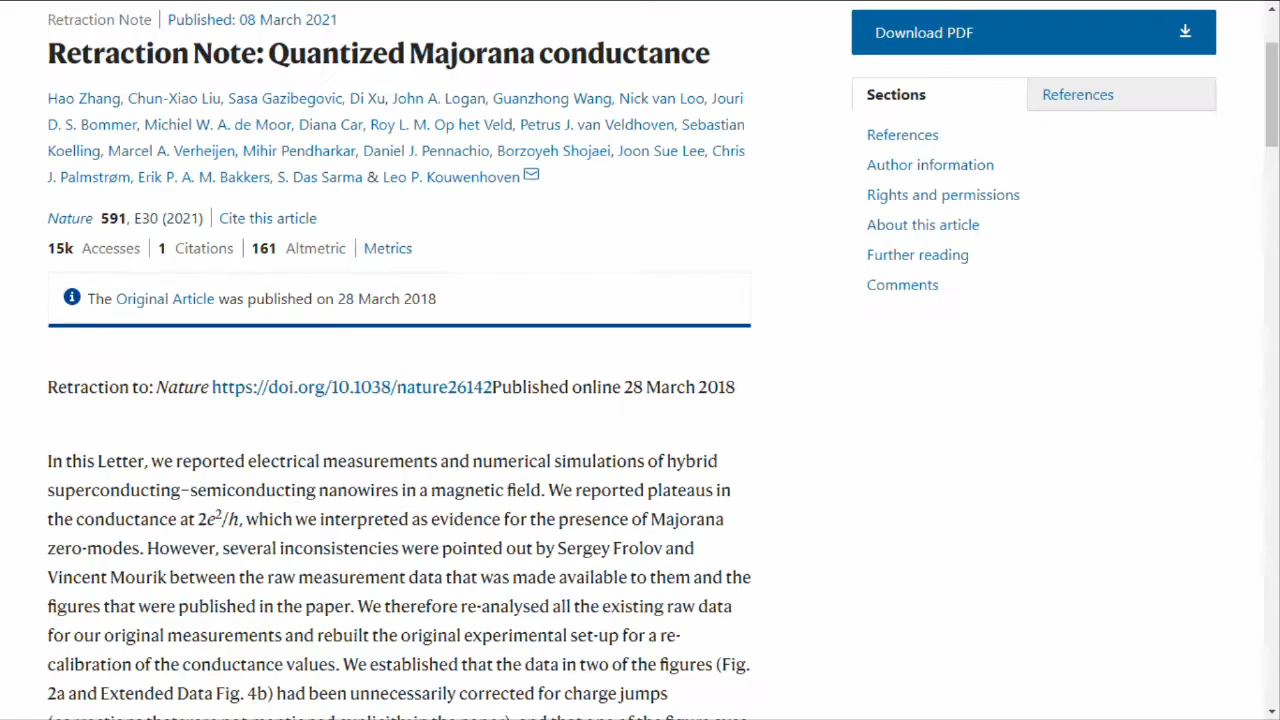 Retraction Note | Published: 08 March 2021
Retraction Note: Quantized Majorana conductance
Hao Zhang, Chun-Xiao Liu, Sasa Gazibegovic, Di Xu, John A. Logan, Guanzhong Wang, Nick van Loo, Jouri
D. S. Bommer, Michiel W. A. de Moor, Diana Car, Roy L. M. Op het Veld, Petrus J. van Veldhoven, Sebastian
Koelling, Marcel A. Verheijen, Mihir Pendharkar, Daniel J. Pennachio, Borzoyeh Shojaei, Joon Sue Lee, Chris
J. Palmstrøm, Erik P. A. M. Bakkers, S. Das Sarma & Leo P. Kouwenhoven
Nature 591, E30 (2021) | Cite this article
15k Accesses | 1 Citations | 161 Altmetric | Metrics
The Original Article was published on 28 March 2018
Retraction to: Nature https://doi.org/10.1038/nature26142Published online 28 March 2018
In this Letter, we reported electrical measurements and numerical simulations of hybrid
superconducting–semiconducting nanowires in a magnetic field. We reported plateaus in
the conductance at 2e²/h, which we interpreted as evidence for the presence of Majorana
zero-modes. However, several inconsistencies were pointed out by Sergey Frolov and
Vincent Mourik between the raw measurement data that was made available to them and the
figures that were published in the paper. We therefore re-analysed all the existing raw data
for our original measurements and rebuilt the original experimental set-up for a re-
calibration of the conductance values. We established that the data in two of the figures (Fig.
2a and Extended Data Fig. 4b) had been unnecessarily corrected for charge jumps
Download PDF
Sections
References
References
Author information
Rights and permissions
About this article
Further reading
Comments